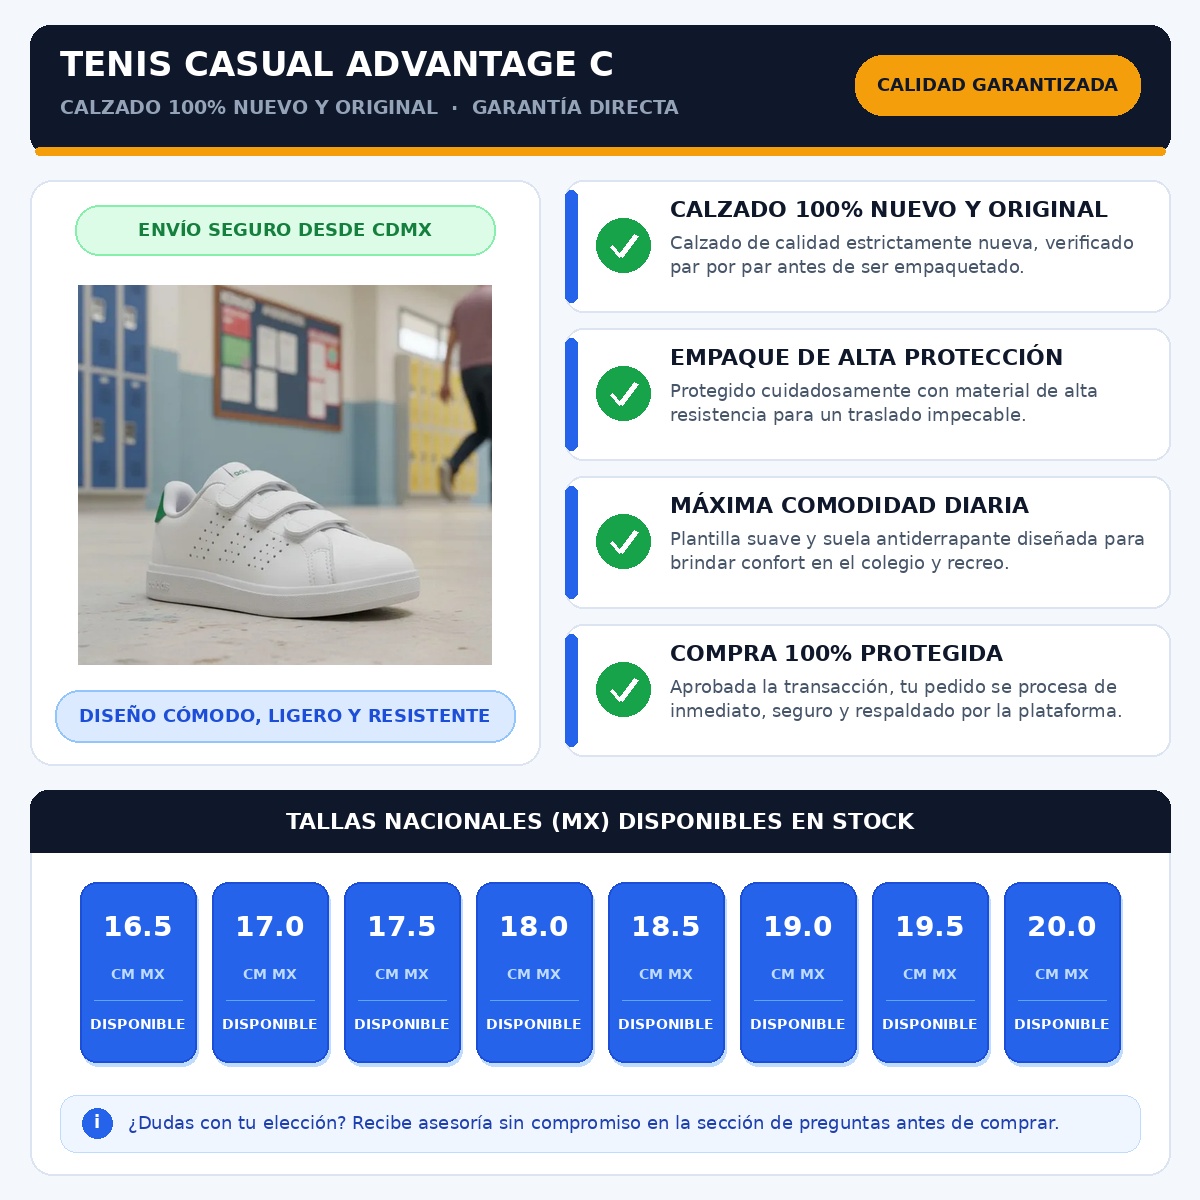 TENIS CASUAL ADVANTAGE C
CALZADO 100% NUEVO Y ORIGINAL · GARANTÍA DIRECTA
CALIDAD GARANTIZADA
ENVÍO SEGURO DESDE CDMX
DISEÑO CÓMODO, LIGERO Y RESISTENTE
CALZADO 100% NUEVO Y ORIGINAL
Calzado de calidad estrictamente nueva, verificado
par por par antes de ser empaquetado.
EMPAQUE DE ALTA PROTECCIÓN
Protegido cuidadosamente con material de alta
resistencia para un traslado impecable.
MÁXIMA COMODIDAD DIARIA
Plantilla suave y suela antiderrapante diseñada para
brindar confort en el colegio y recreo.
COMPRA 100% PROTEGIDA
Aprobada la transacción, tu pedido se procesa de
inmediato, seguro y respaldado por la plataforma.
TALLAS NACIONALES (MX) DISPONIBLES EN STOCK
16.5 17.0 17.5 18.0 18.5 19.0 19.5 20.0
CM MX CM MX CM MX CM MX CM MX CM MX CM MX CM MX
DISPONIBLE DISPONIBLE DISPONIBLE DISPONIBLE DISPONIBLE DISPONIBLE DISPONIBLE DISPONIBLE
i ¿Dudas con tu elección? Recibe asesoría sin compromiso en la sección de preguntas antes de comprar.